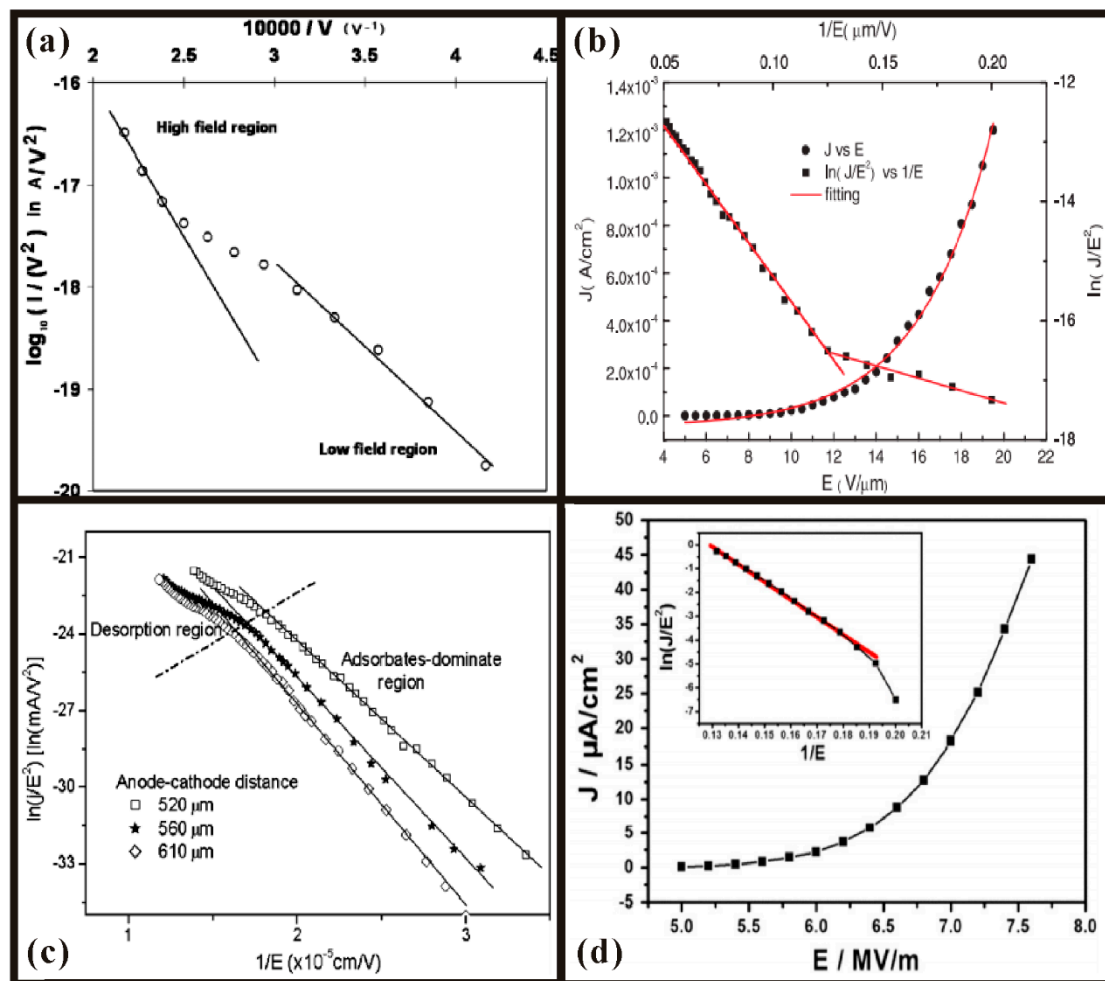 (a)
10000 / V (V⁻¹)
2 2.5 3 3.5 4 4.5
-16
-17
-18
-19
-20
log₁₀ ( I / (V²) in A/V²)
High field region
Low field region
(b)
1/E( μm/V)
0.05 0.10 0.15 0.20
1.4x10⁻³
1.2x10⁻³
1.0x10⁻³
8.0x10⁻⁴
6.0x10⁻⁴
4.0x10⁻⁴
2.0x10⁻⁴
0.0
J( A/cm²)
J vs E
ln( J/E²) vs 1/E
fitting
-12
-14
-16
-18
ln( J/E²)
4 6 8 10 12 14 16 18 20 22
E ( V/μm)
-21
-24
-27
-30
-33
ln(j/E²) [ln(mA/V²)]
Desorption region
Adsorbates-dominate
region
Anode-cathode distance
520 μm
560 μm
610 μm
1 2 3
1/E (x10⁻⁵cm/V)
(c)
50
45
40
35
30
25
20
15
10
5
0
-5
J / μA/cm²
0
-1
-2
-3
-4
-5
-6
-7
ln(J/E²)
0.13 0.14 0.15 0.16 0.17 0.18 0.19 0.20 0.21
1/E
5.0 5.5 6.0 6.5 7.0 7.5 8.0
E / MV/m
(d)